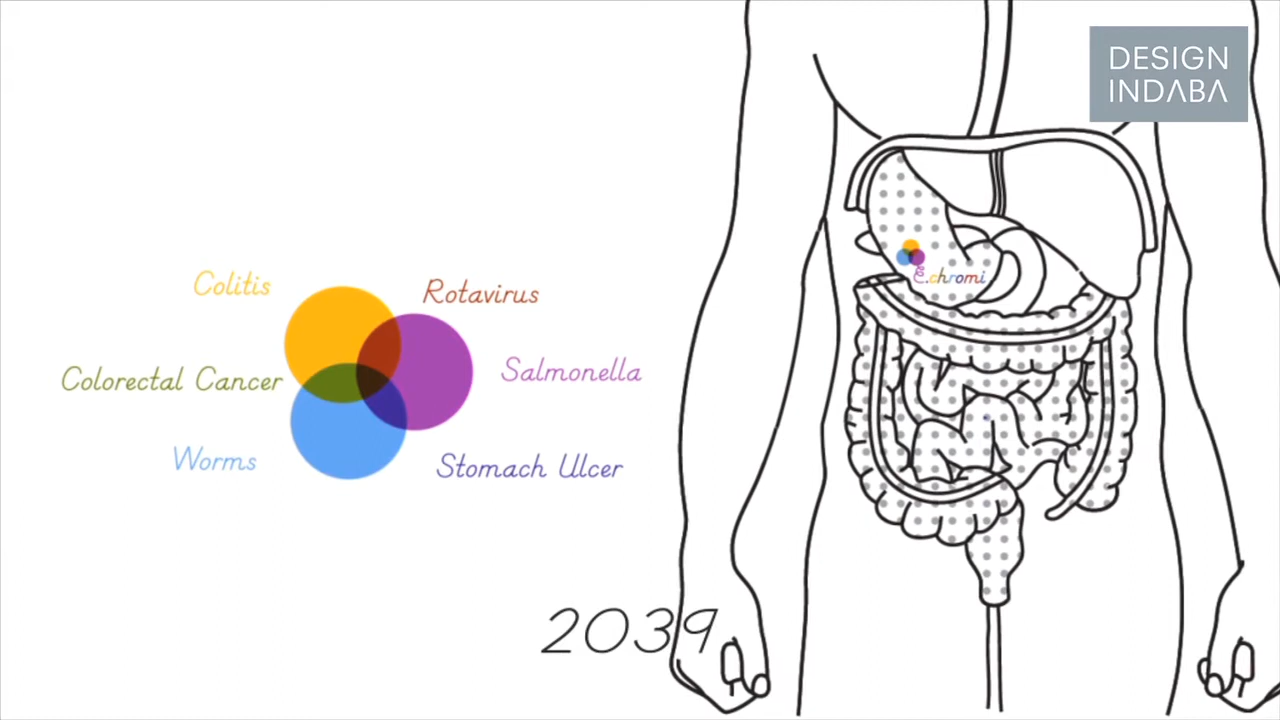 DESIGN
INDABA
E.chromi
Colitis
Rotavirus
Colorectal Cancer
Salmonella
Worms
Stomach Ulcer
2039